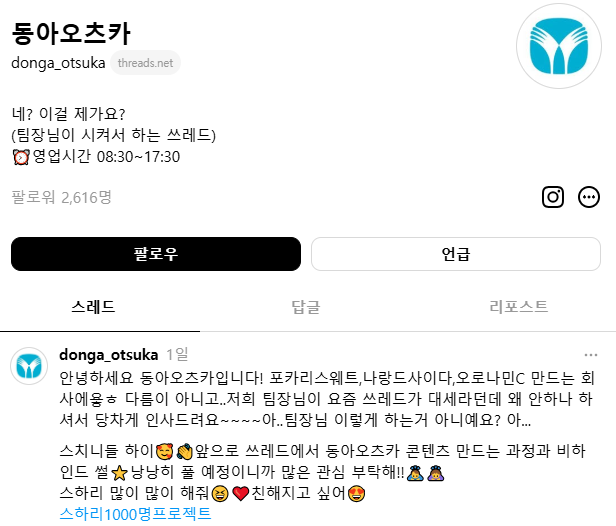 동아오츠카
donga_otsuka threads.net
네? 이걸 제가요?
(팀장님이 시켜서 하는 쓰레드)
⏰영업시간 08:30~17:30
팔로워 2,616명
팔로우 언급
스레드 답글 리포스트
donga_otsuka 1일
안녕하세요 동아오츠카입니다! 포카리스웨트,나랑드사이다,오로나민C 만드는 회
사에욯ㅎ 다름이 아니고..저희 팀장님이 요즘 쓰레드가 대세라던데 왜 안하나 하
셔서 당차게 인사드려요~~~~아..팀장님 이렇게 하는거 아니예요? 아...
스치니들 하이🥰👏앞으로 쓰레드에서 동아오츠카 콘텐츠 만드는 과정과 비하
인드 썰⭐낭낭히 풀 예정이니까 많은 관심 부탁해!!🙇‍♂️🙇‍♀️
스하리 많이 많이 해줘😆❤️친해지고 싶어😍
스하리1000명프로젝트